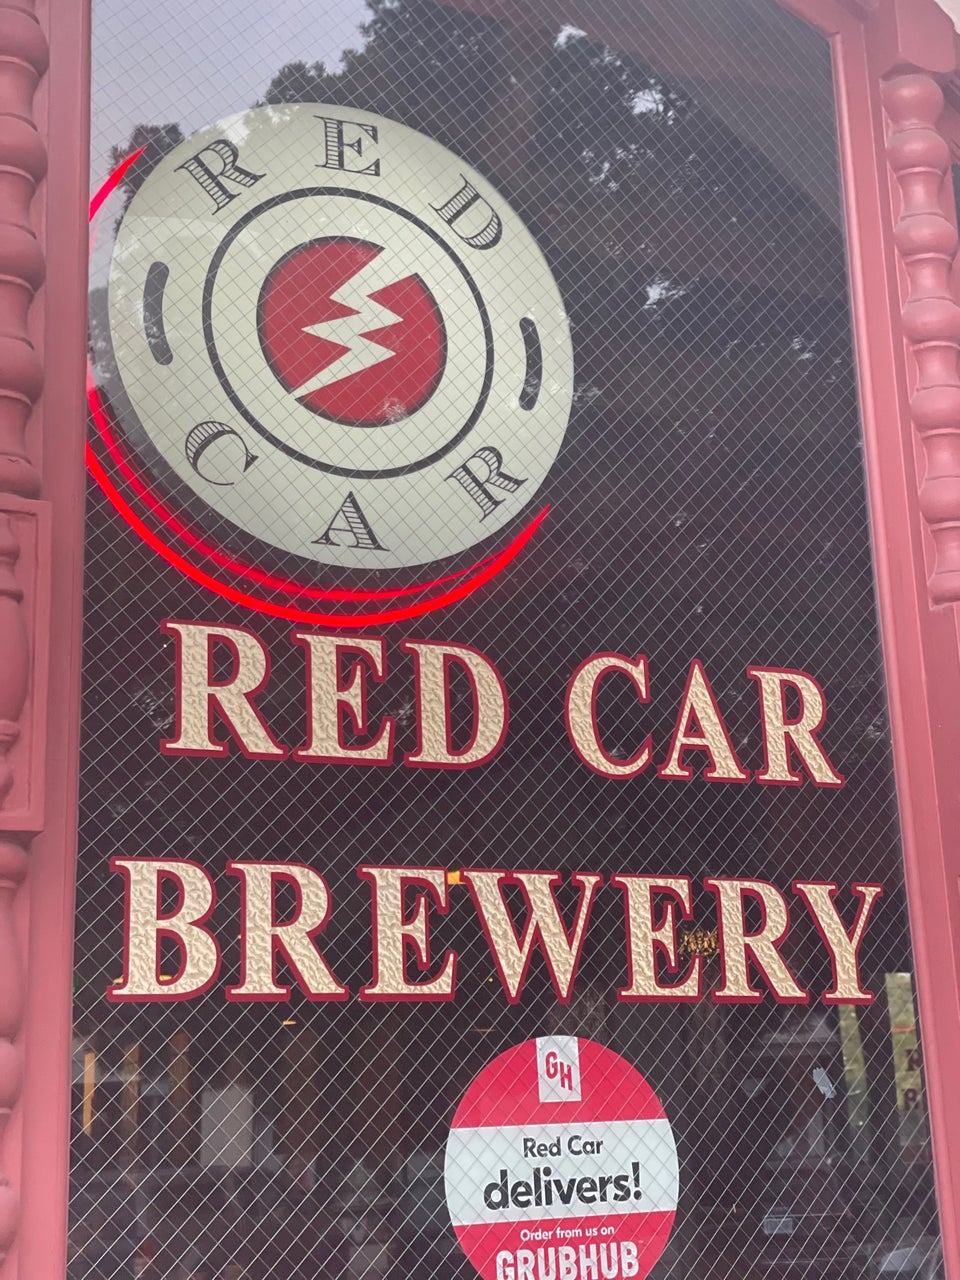 RED
CAR
RED CAR
BREWERY
GH
Red Car
delivers!
Order from us on
GRUBHUB